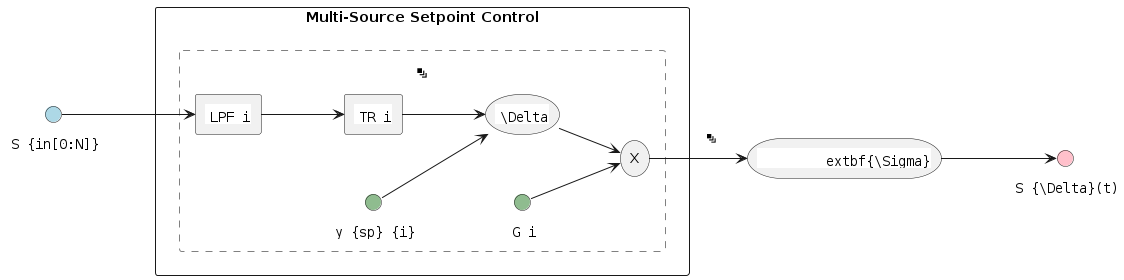 Multi-Source Setpoint Control
S {in[0:N]}
LPF i
TR i
\Delta
X
y {sp} {i}
G i
extbf{\Sigma}
S {\Delta}(t)